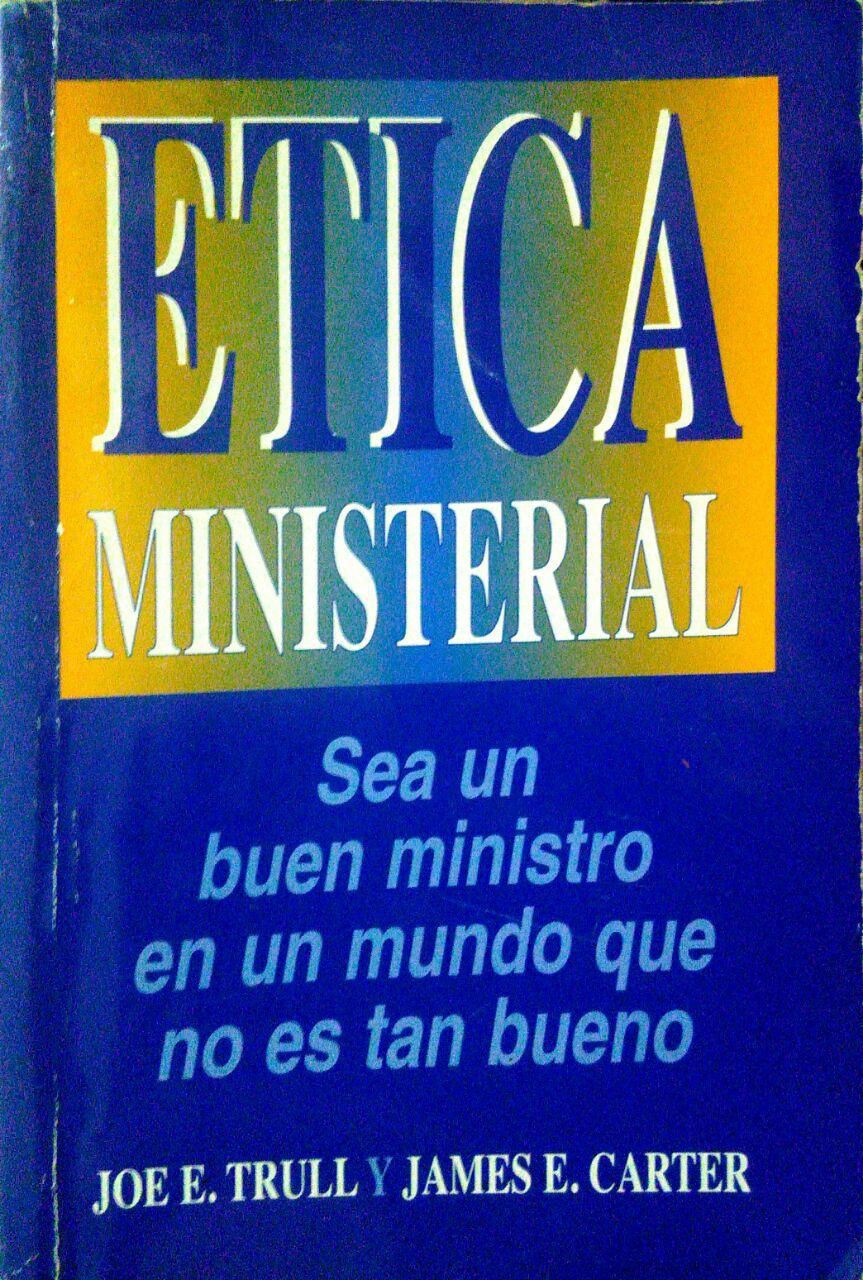 ETICA
MINISTERIAL
Sea un
buen ministro
en un mundo que
no es tan bueno
JOE E. TRULL Y JAMES E. CARTER